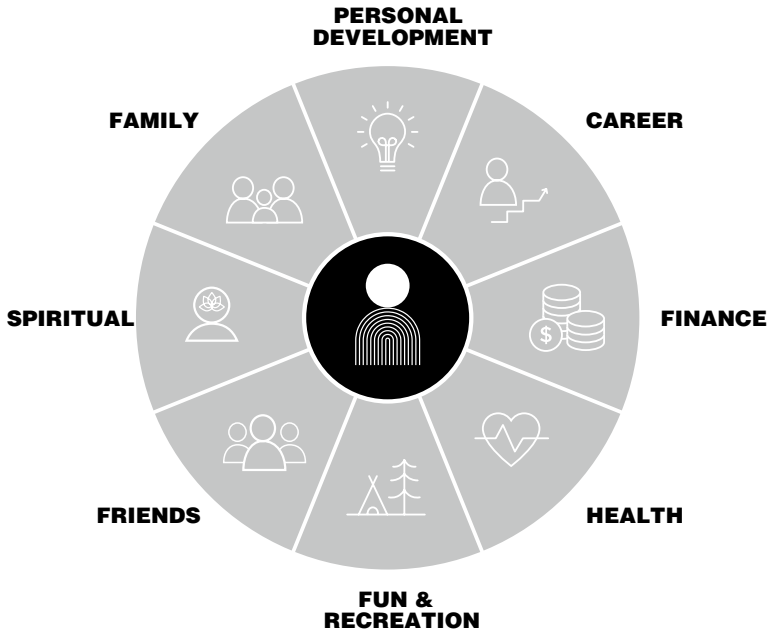 PERSONAL
DEVELOPMENT
FAMILY
CAREER
SPIRITUAL
$
FINANCE
FRIENDS
HEALTH
FUN &
RECREATION